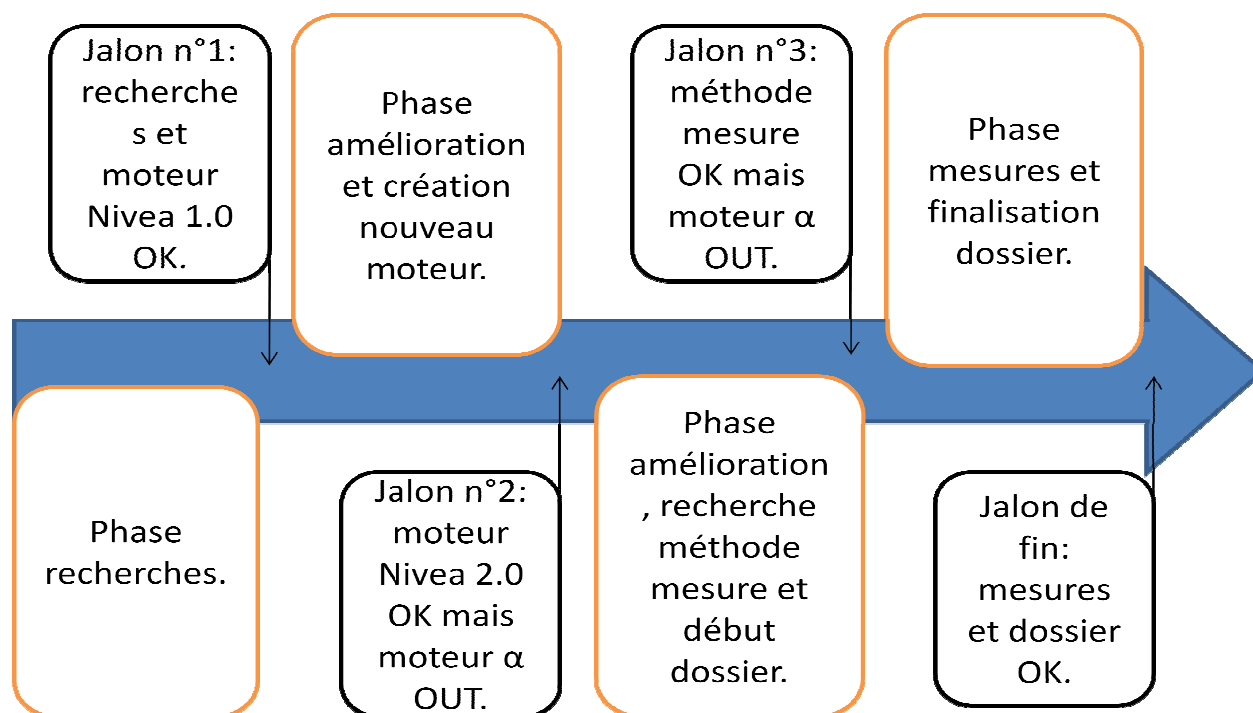 Jalon n°1:
recherche
s et
moteur
Nivea 1.0
OK.
Phase
amélioration
et création
nouveau
moteur.
Jalon n°3:
méthode
mesure
OK mais
moteur α
OUT.
Phase
mesures et
finalisation
dossier.
Phase
recherches.
Jalon n°2:
moteur
Nivea 2.0
OK mais
moteur α
OUT.
Phase
amélioration
, recherche
méthode
mesure et
début
dossier.
Jalon de
fin:
mesures
et dossier
OK.